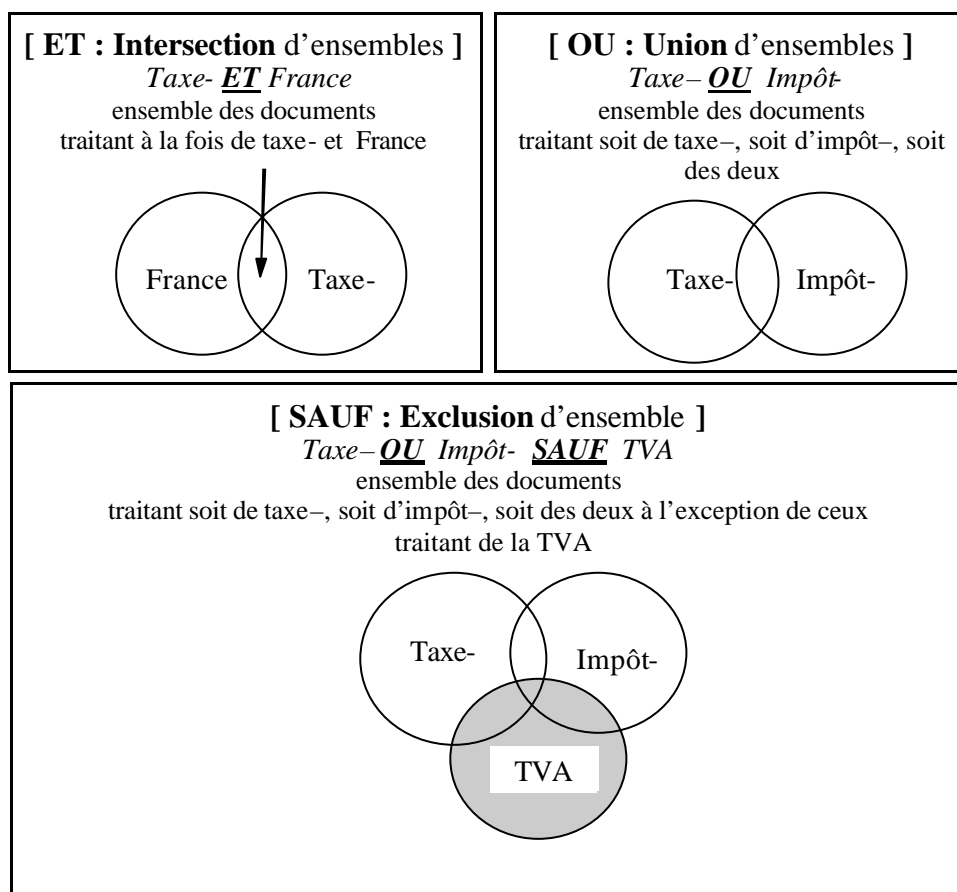 [ ET : Intersection d'ensembles ]
Taxe- ET France
ensemble des documents
traitant à la fois de taxe- et France
France
Taxe-
[ OU : Union d'ensembles ]
Taxe– OU Impôt-
ensemble des documents
traitant soit de taxe–, soit d'impôt–, soit
des deux
Taxe-
Impôt-
[ SAUF : Exclusion d'ensemble ]
Taxe– OU Impôt- SAUF TVA
ensemble des documents
traitant soit de taxe–, soit d'impôt–, soit des deux à l'exception de ceux
traitant de la TVA
Taxe-
Impôt-
TVA